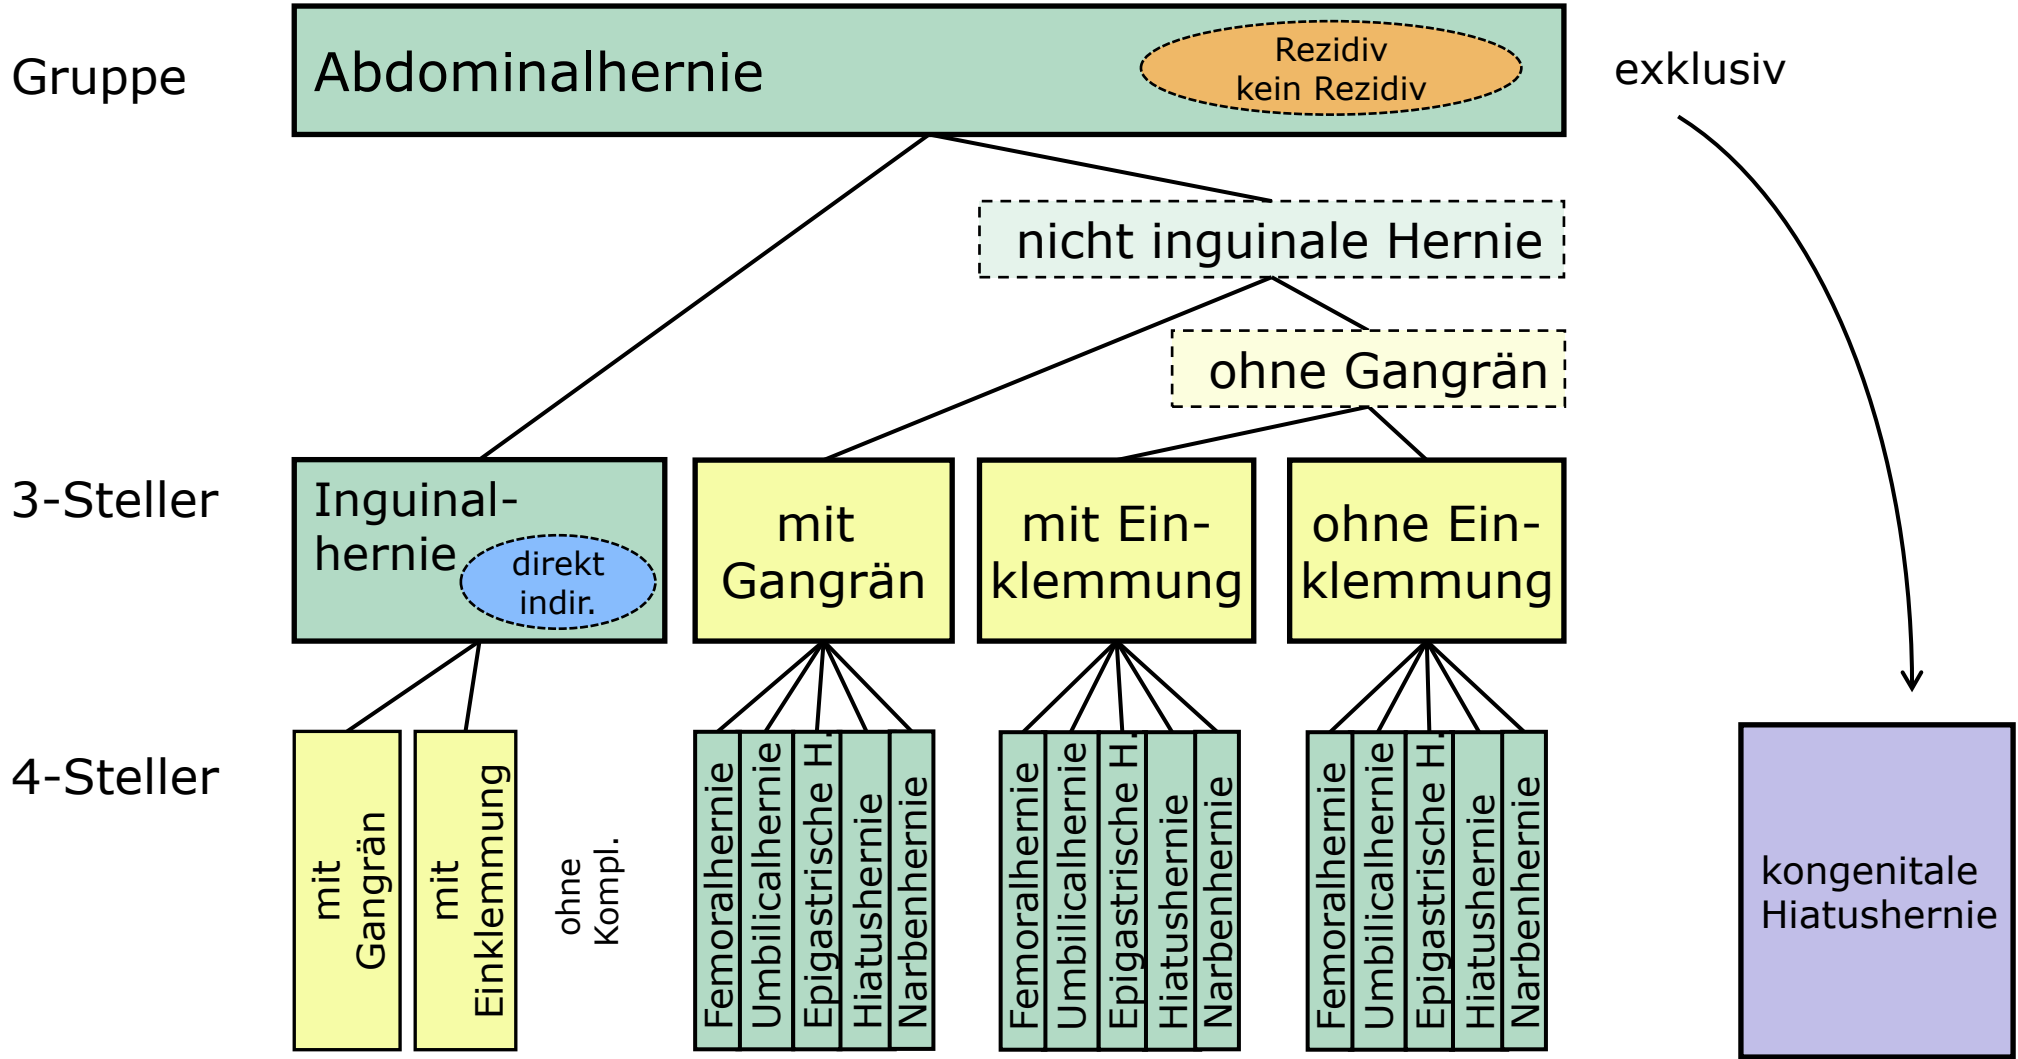 Gruppe
Abdominalhernie
Rezidiv
kein Rezidiv
exklusiv
nicht inguinale Hernie
ohne Gangrän
3-Steller
Inguinal-
hernie
direkt
indir.
mit
Gangrän
mit Ein-
klemmung
ohne Ein-
klemmung
4-Steller
mit
Gangrän
mit
Einklemmung
ohne
Kompl.
Femoralhernie
Umbilicalhernie
Epigastrische H.
Hiatushernie
Narbenhernie
Femoralhernie
Umbilicalhernie
Epigastrische H.
Hiatushernie
Narbenhernie
Femoralhernie
Umbilicalhernie
Epigastrische H.
Hiatushernie
Narbenhernie
kongenitale
Hiatushernie